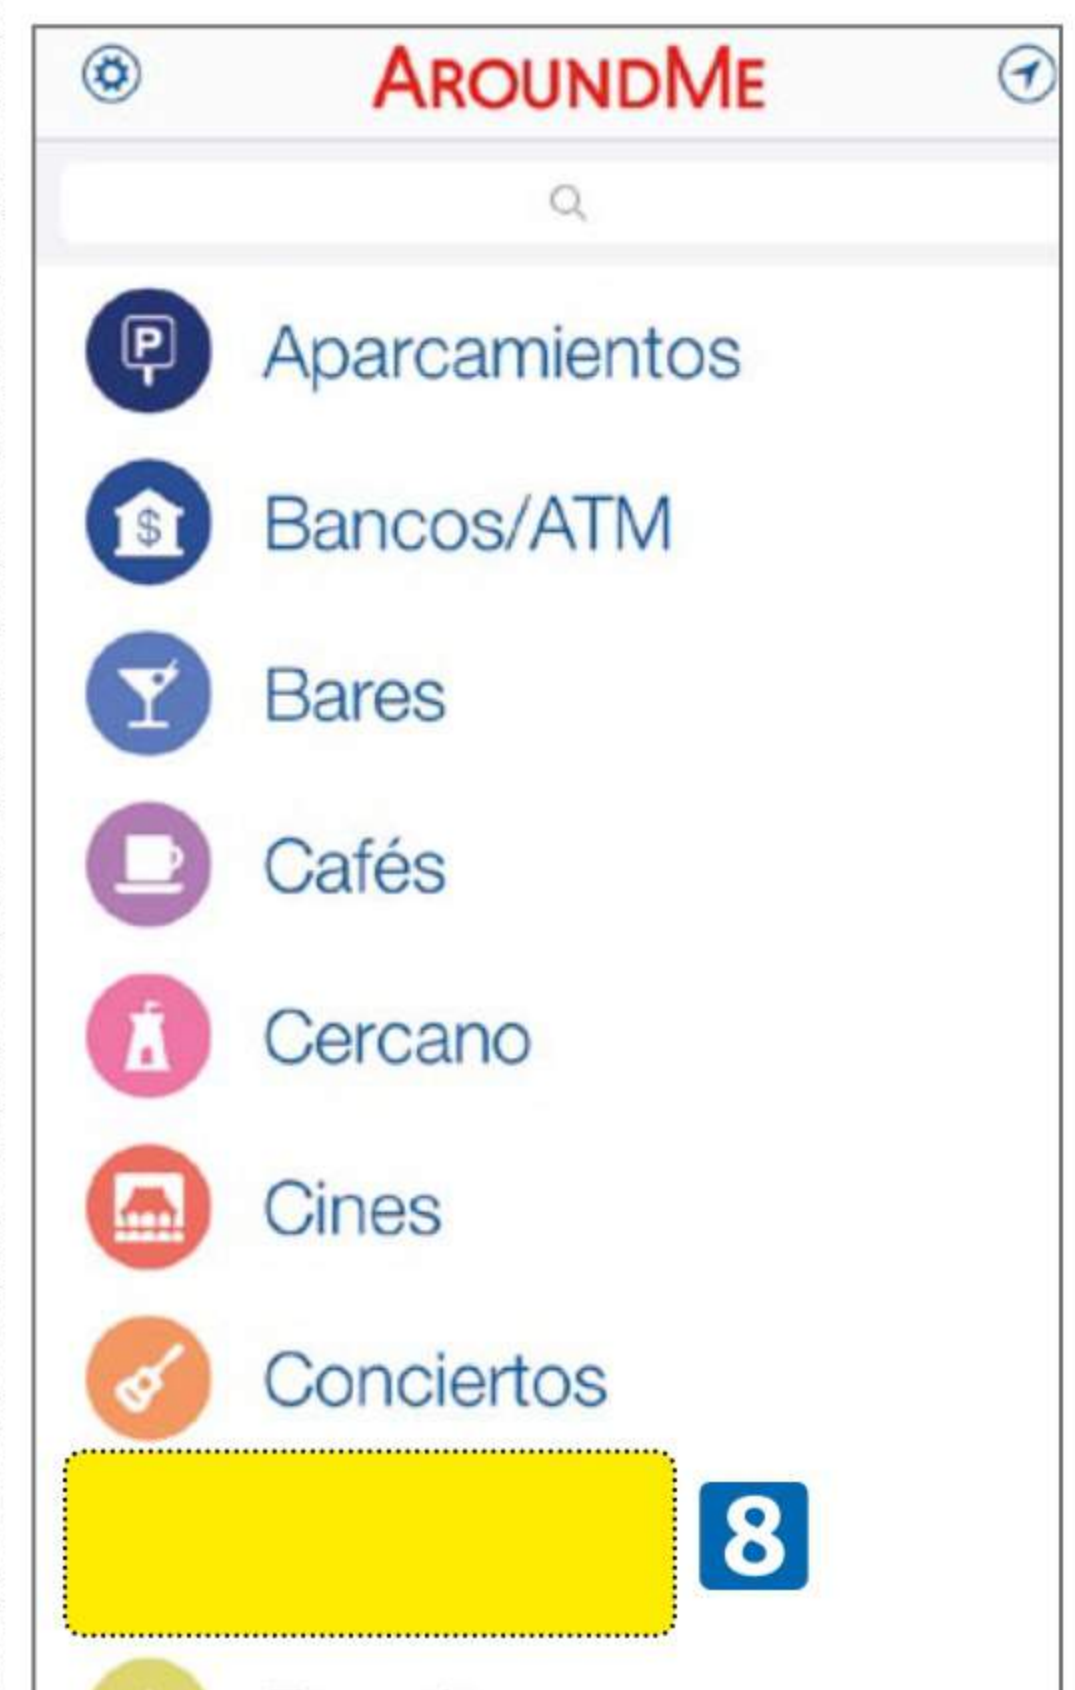 AROUNDME
P
Aparcamientos
$
Bancos/ATM
Bares
Cafés
Cercano
Cines
Conciertos
8